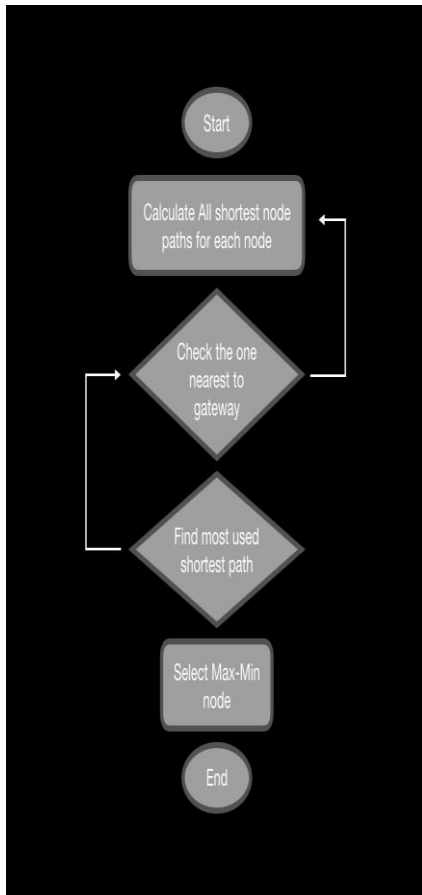 Start
Calculate All shortest node
paths for each node
Check the one
nearest to
gateway
Find most used
shortest path
Select Max-Min
node
End